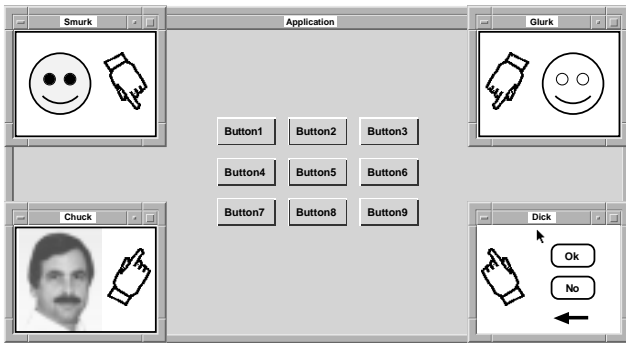 Smurk
Application
Glurk
Button1 Button2 Button3
Button4 Button5 Button6
Button7 Button8 Button9
Chuck
Dick
Ok
No